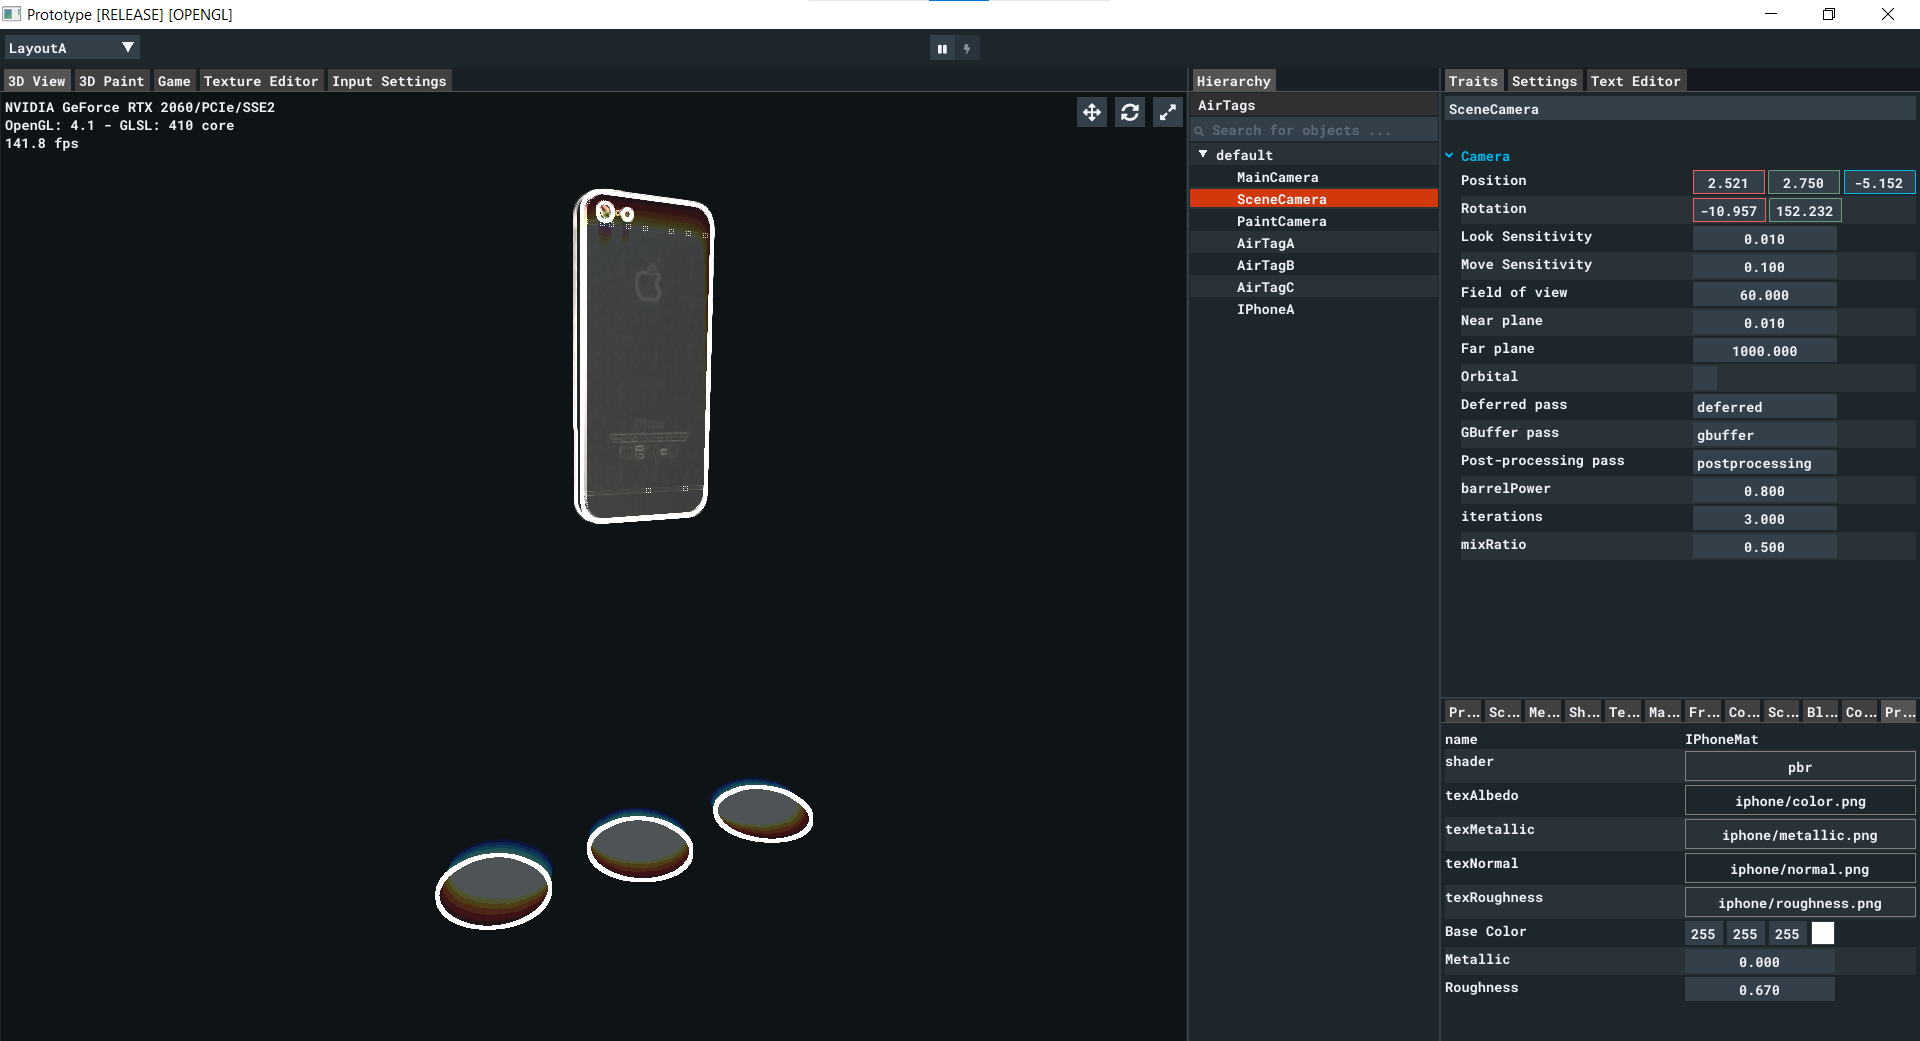 Prototype [RELEASE] [OPENGL]
LayoutA
3D View 3D Paint Game Texture Editor Input Settings
NVIDIA GeForce RTX 2060/PCIe/SSE2
OpenGL: 4.1 - GLSL: 410 core
141.8 fps
Hierarchy
AirTags
Search for objects ...
default
MainCamera
SceneCamera
PaintCamera
AirTagA
AirTagB
AirTagC
IPhoneA
Traits Settings Text Editor
SceneCamera
Camera
Position 2.521 2.750 -5.152
Rotation -10.957 152.232
Look Sensitivity 0.010
Move Sensitivity 0.100
Field of view 60.000
Near plane 0.010
Far plane 1000.000
Orbital
Deferred pass deferred
GBuffer pass gbuffer
Post-processing pass postprocessing
barrelPower 0.800
iterations 3.000
mixRatio 0.500
Pr... Sc... Me... Sh... Te... Ma... Fr... Co... Sc... Bl... Co... Pr...
name IPhoneMat
shader pbr
texAlbedo iphone/color.png
texMetallic iphone/metallic.png
texNormal iphone/normal.png
texRoughness iphone/roughness.png
Base Color 255 255 255
Metallic 0.000
Roughness 0.670